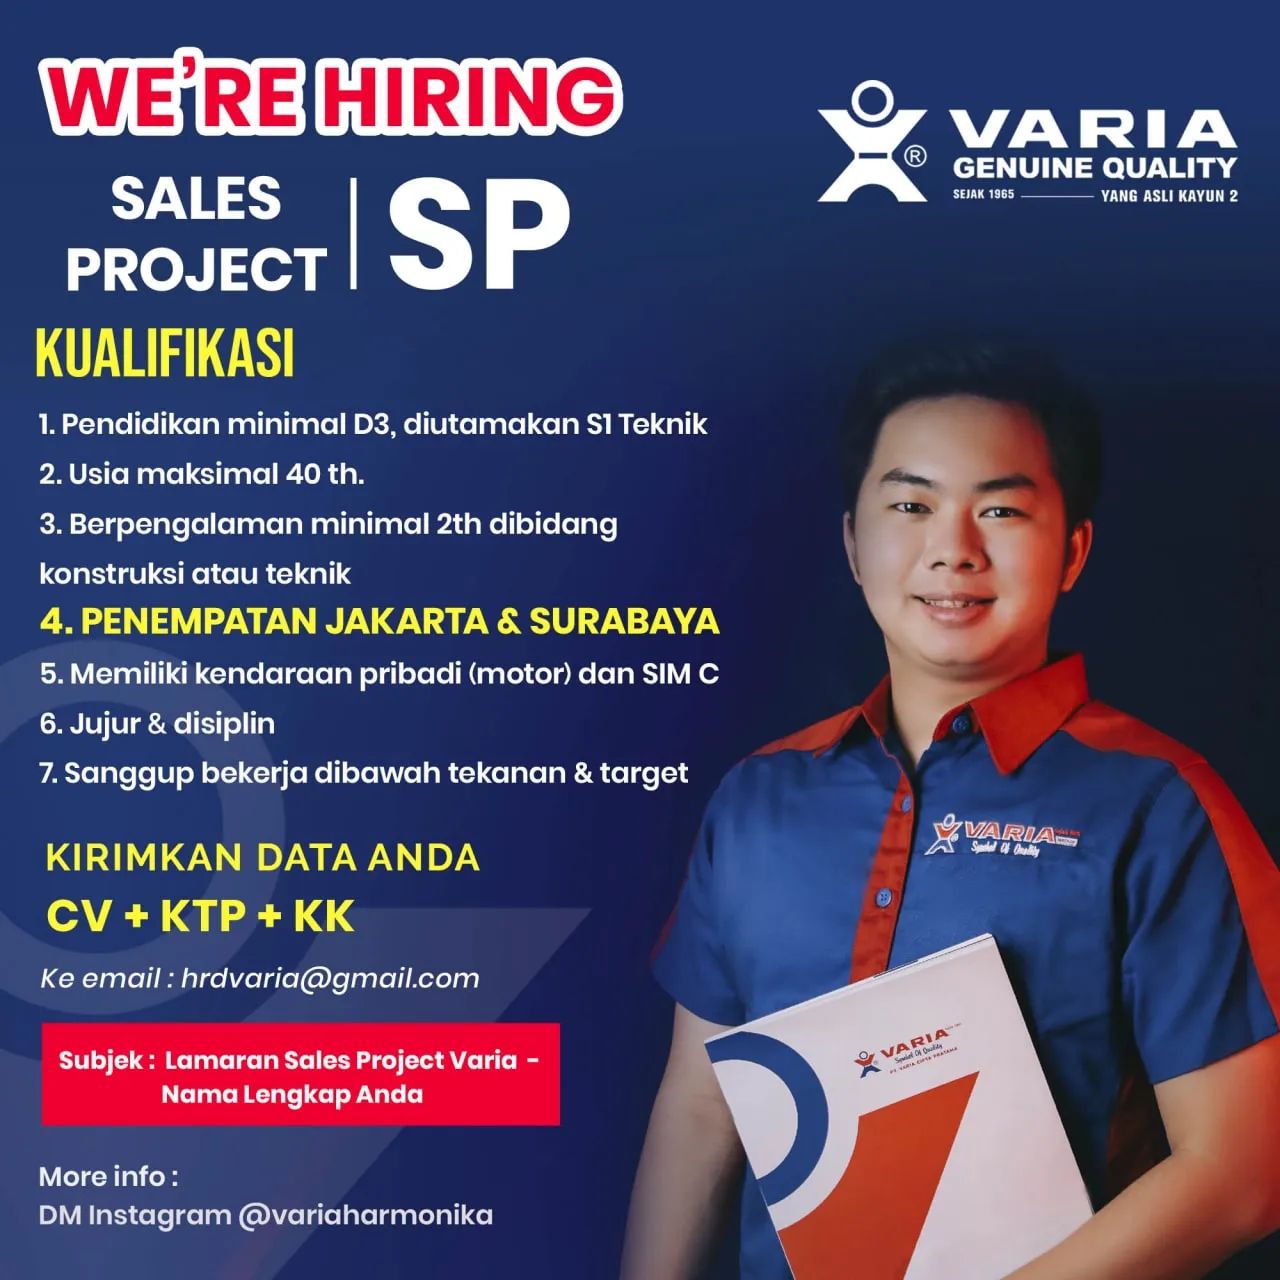 WE'RE HIRING
SALES
PROJECT
SP
VARIA
GENUINE QUALITY
SEJAK 1965
YANG ASLI KAYUN 2
KUALIFIKASI
1. Pendidikan minimal D3, diutamakan S1 Teknik
2. Usia maksimal 40 th.
3. Berpengalaman minimal 2th dibidang
konstruksi atau teknik
4. PENEMPATAN JAKARTA & SURABAYA
5. Memiliki kendaraan pribadi (motor) dan SIM C
6. Jujur & disiplin
7. Sanggup bekerja dibawah tekanan & target
KIRIMKAN DATA ANDA
CV + KTP + KK
Ke email : hrdvaria@gmail.com
Subjek : Lamaran Sales Project Varia -
Nama Lengkap Anda
More info :
DM Instagram @variaharmonika
VARIA
Symbol Of Quality
VARIA
Symbol Of Quality
PT. VARIA CIPTA PRATAMA